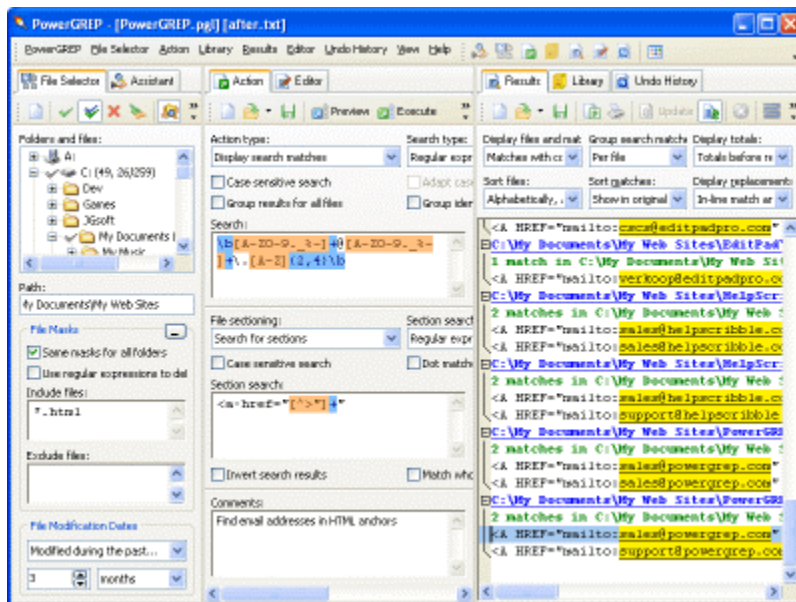 PowerGREP - [PowerGREP.pgl] [after.txt]
PowerGREP File Selector Action Library Results Editor Undo History View Help
File Selector Assistant
Action Editor
Results Library Undo History
Preview Execute
Update
Folders and files:
A:
C: (49, 261/259)
Dev
Games
JGsoft
My Documents
My Music
Path:
My Documents\My Web Sites
File Masks
Same masks for all folders
Use regular expressions to del
Include files:
*.html
Exclude files:
File Modification Dates
Modified during the past...
3 months
Action type: Search type:
Display search matches Regular expr
Case sensitive search Adapt case
Group results for all files Group iden
Search:
\b[A-Z0-9._%-]+@[A-Z0-9._%-
]+\.[A-Z]{2,4}\b
File sectioning: Section search
Search for sections Regular expr
Case sensitive search Dot matche
Section search:
<a·href="[^>"]+"
Invert search results Match who
Comments:
Find email addresses in HTML anchors
Display files and mat Group search matche Display totals:
Matches with co Per file Totals before re
Sort files: Sort matches: Display replacement
Alphabetically, Show in original In-line match ar
<A HREF="mailto:cscs@editpadpro.com"
C:\My Documents\My Web Sites\EditPad
1 match in C:\My Documents\My Web Sit
<A HREF="mailto:verkoop@editpadpro.co
C:\My Documents\My Web Sites\HelpScr
2 matches in C:\My Documents\My Web S
<A HREF="mailto:sales@helpscribble.co
<A HREF="mailto:sales@helpscribble.co
C:\My Documents\My Web Sites\HelpScr
2 matches in C:\My Documents\My Web S
<A HREF="mailto:sales@helpscribble.co
<A HREF="mailto:support@helpscribble
C:\My Documents\My Web Sites\PowerGRE
2 matches in C:\My Documents\My Web S
<A HREF="mailto:sales@powergrep.com"
<A HREF="mailto:sales@powergrep.com"
C:\My Documents\My Web Sites\PowerGRE
2 matches in C:\My Documents\My Web S
<A HREF="mailto:sales@powergrep.com"
<A HREF="mailto:support@powergrep.com